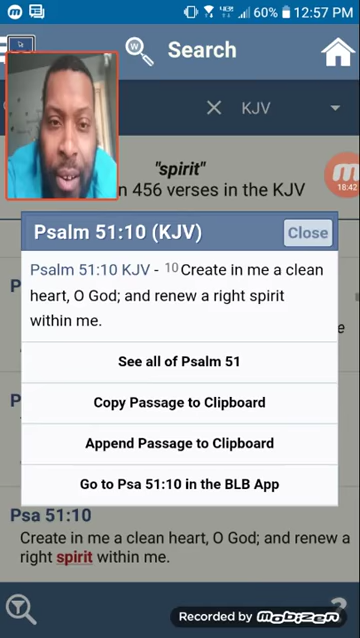 4G
60% 12:57 PM
W
Search
KJV
"spirit"
n 456 verses in the KJV
m
18:42
Psalm 51:10 (KJV)
Close
Psalm 51:10 KJV - 10 Create in me a clean
heart, O God; and renew a right spirit
within me.
P
e
See all of Psalm 51
Copy Passage to Clipboard
P
Append Passage to Clipboard
Go to Psa 51:10 in the BLB App
Psa 51:10
Create in me a clean heart, O God; and renew a
right spirit within me.
?
Recorded by Mobizen